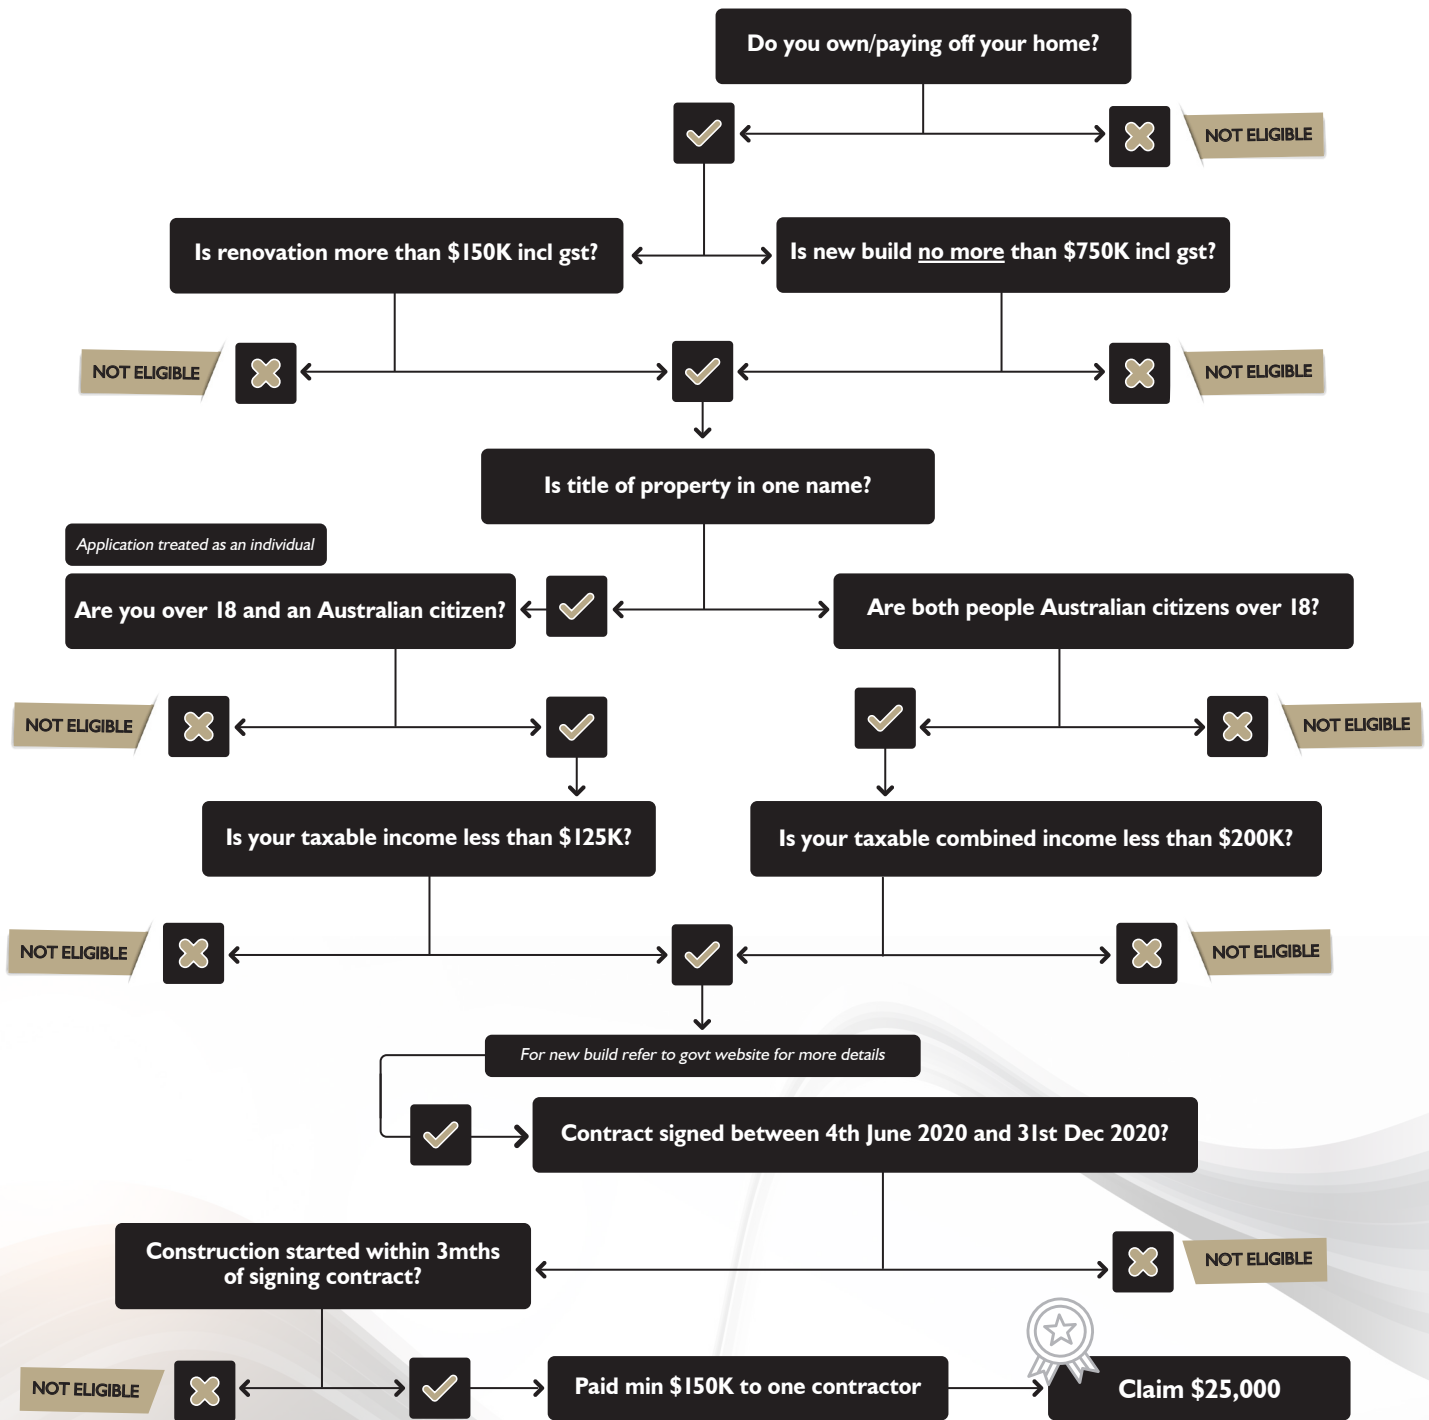 Do you own/paying off your home?
NOT ELIGIBLE
Is renovation more than $150K incl gst?
Is new build no more than $750K incl gst?
NOT ELIGIBLE
NOT ELIGIBLE
Is title of property in one name?
Application treated as an individual
Are you over 18 and an Australian citizen?
Are both people Australian citizens over 18?
NOT ELIGIBLE
NOT ELIGIBLE
Is your taxable income less than $125K?
Is your taxable combined income less than $200K?
NOT ELIGIBLE
NOT ELIGIBLE
For new build refer to govt website for more details
Contract signed between 4th June 2020 and 31st Dec 2020?
Construction started within 3mths
of signing contract?
NOT ELIGIBLE
NOT ELIGIBLE
Paid min $150K to one contractor
Claim $25,000